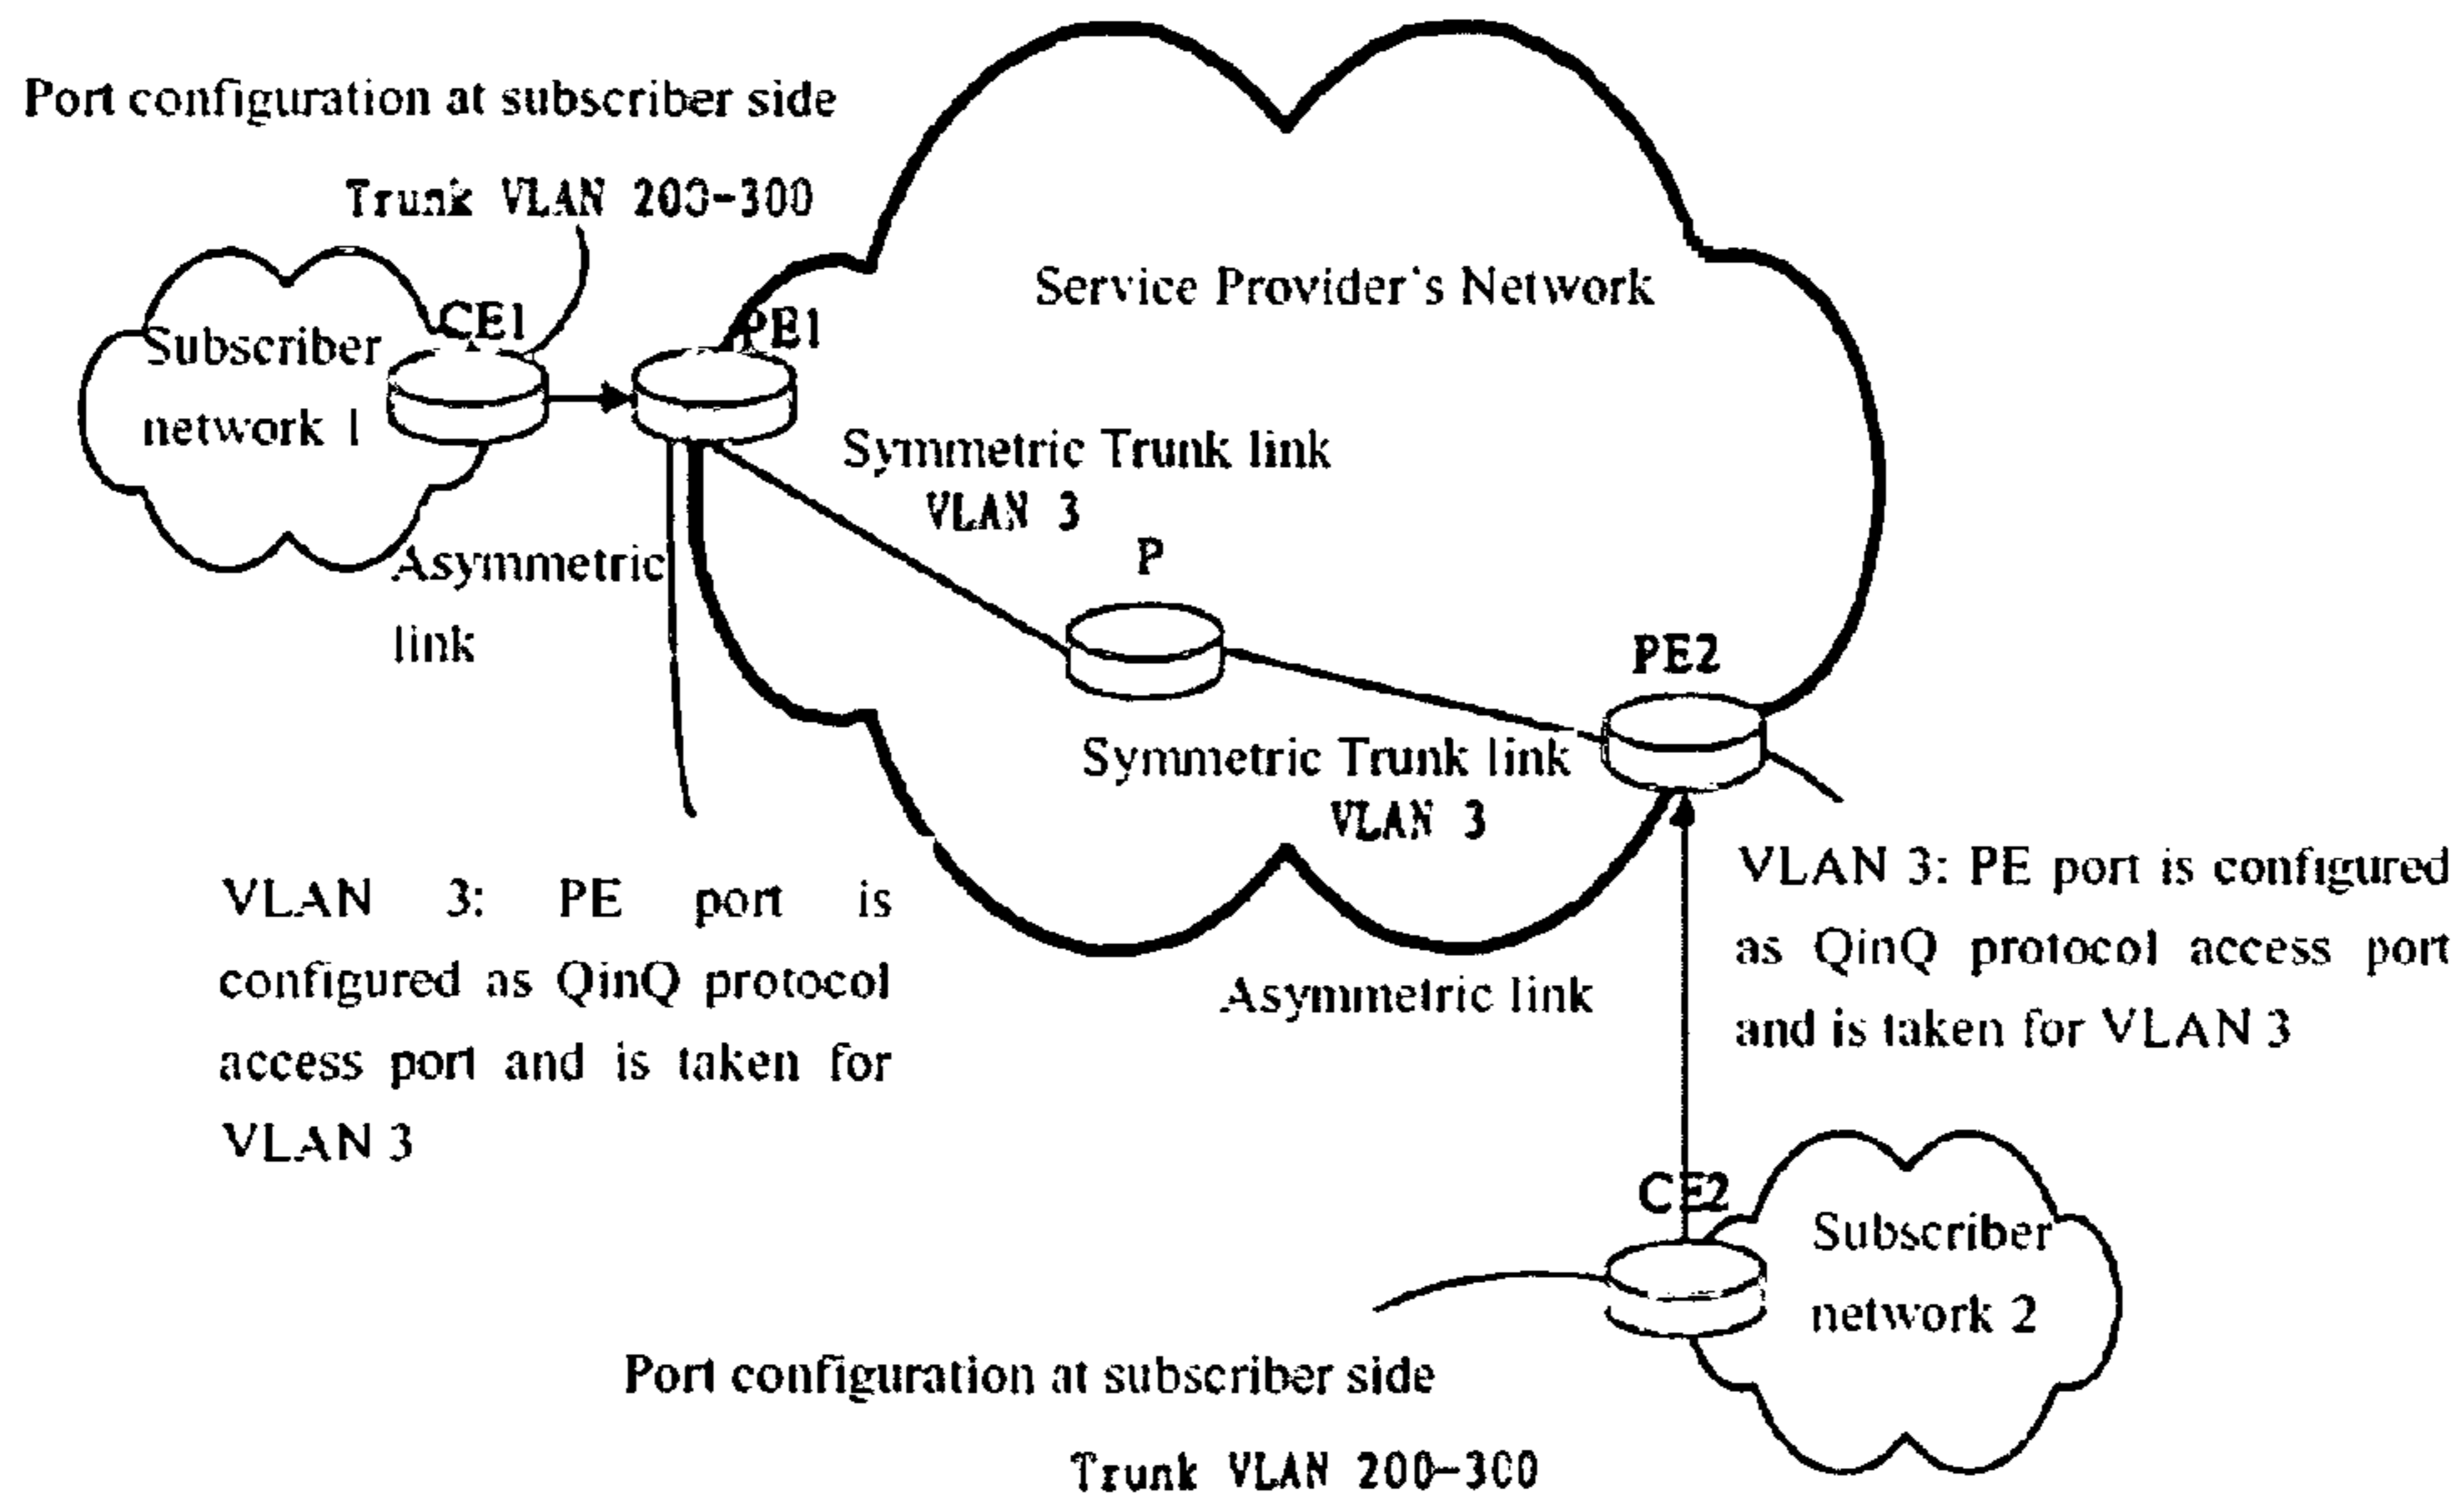 Port configuration at subscriber side
Trunk VLAN 200-300
Service Provider's Network
CE1
PE1
Subscriber
network 1
Symmetric Trunk link
VLAN 3
Asymmetric
link
P
PE2
Symmetric Trunk link
VLAN 3
VLAN 3: PE port is
configured as QinQ protocol
access port and is taken for
VLAN 3
VLAN 3: PE port is configured
as QinQ protocol access port
and is taken for VLAN 3
Asymmetric link
CE2
Subscriber
network 2
Port configuration at subscriber side
Trunk VLAN 200-300